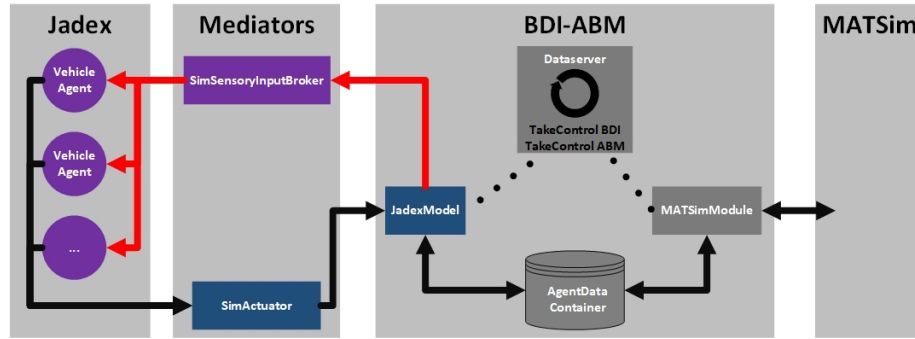 Jadex
Mediators
BDI-ABM
MATSim
Vehicle
Agent
Vehicle
Agent
...
SimSensoryInputBroker
SimActuator
Dataserver
TakeControl BDI
TakeControl ABM
JadexModel
MATSimModule
AgentData
Container